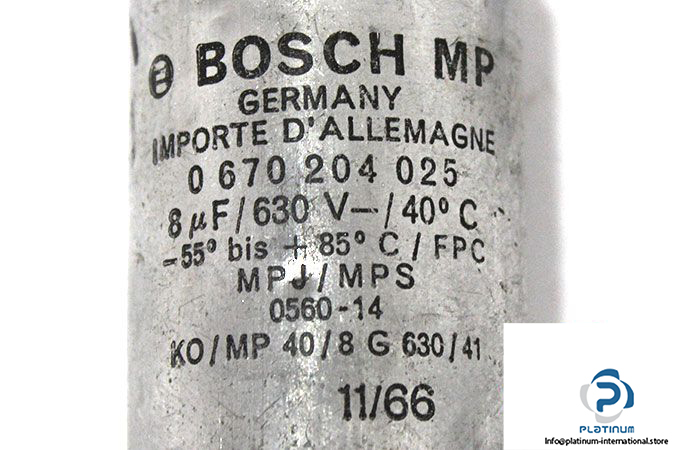 BOSCH MP
GERMANY
IMPORTE D'ALLEMAGNE
0 670 204 025
8 µF/630 V-/40° C
-55° bis + 85° C / FPC
MPJ/MPS
0560-14
KO/MP 40/8 G 630/41
11/66
PLATINUM
Info@platinum-international.store